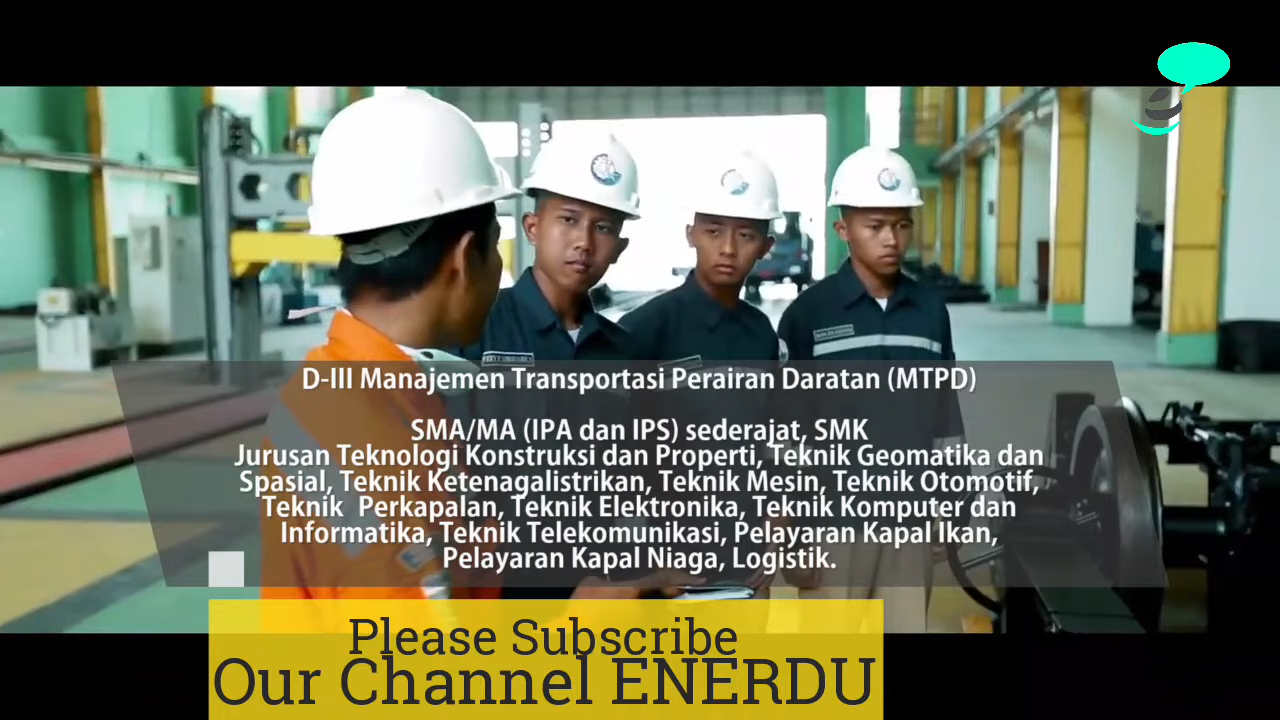 D-III Manajemen Transportasi Perairan Daratan (MTPD)
SMA/MA (IPA dan IPS) sederajat, SMK
Jurusan Teknologi Konstruksi dan Properti, Teknik Geomatika dan
Spasial, Teknik Ketenagalistrikan, Teknik Mesin, Teknik Otomotif,
Teknik Perkapalan, Teknik Elektronika, Teknik Komputer dan
Informatika, Teknik Telekomunikasi, Pelayaran Kapal Ikan,
Pelayaran Kapal Niaga, Logistik.
Please Subscribe
Our Channel ENERDU